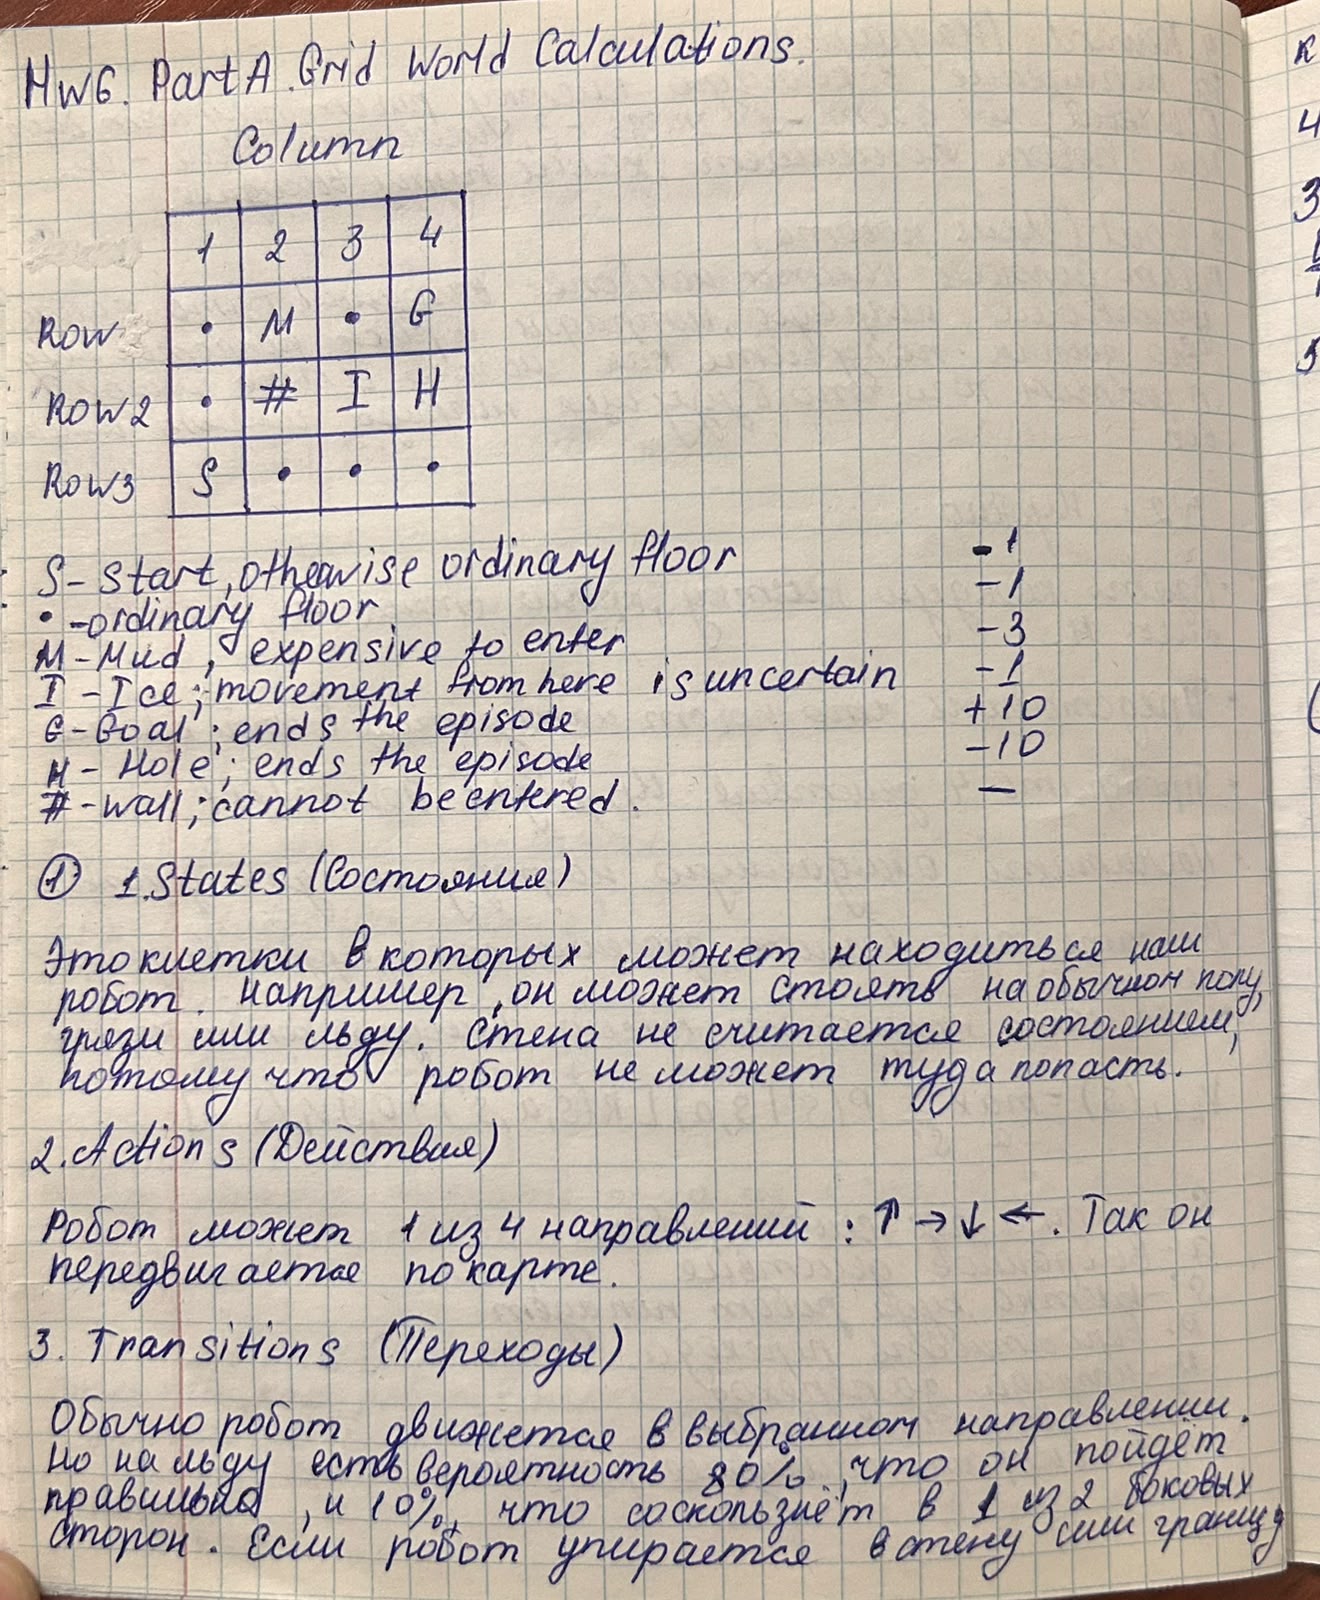 HW6. Part A. Grid World Calculations.
Column
1 2 3 4
Row • M • G
Row2 • # I H
Row3 S • • •
S - Start, otherwise ordinary floor -1
• - ordinary floor -1
M - Mud, expensive to enter -3
I - Ice; movement from here is uncertain -1
G - Goal; ends the episode +10
H - Hole; ends the episode -10
# - wall; cannot be entered. —
① 1. States (Состояния)
Это клетки в которых может находиться наш
робот. Например, он может стоять на обычном полу,
грязи или льду. Стена не считается состоянием,
потому что робот не может туда попасть.
2. Actions (Действия)
Робот может 1 из 4 направлений: ↑ → ↓ ←. Так он
передвигается по карте.
3. Transitions (Переходы)
Обычно робот движется в выбранном направлении.
Но на льду есть вероятность 80%, что он пойдёт
правильно, и 10%, что соскользнёт в 1 из 2 боковых
сторон. Если робот упирается в стену или границу